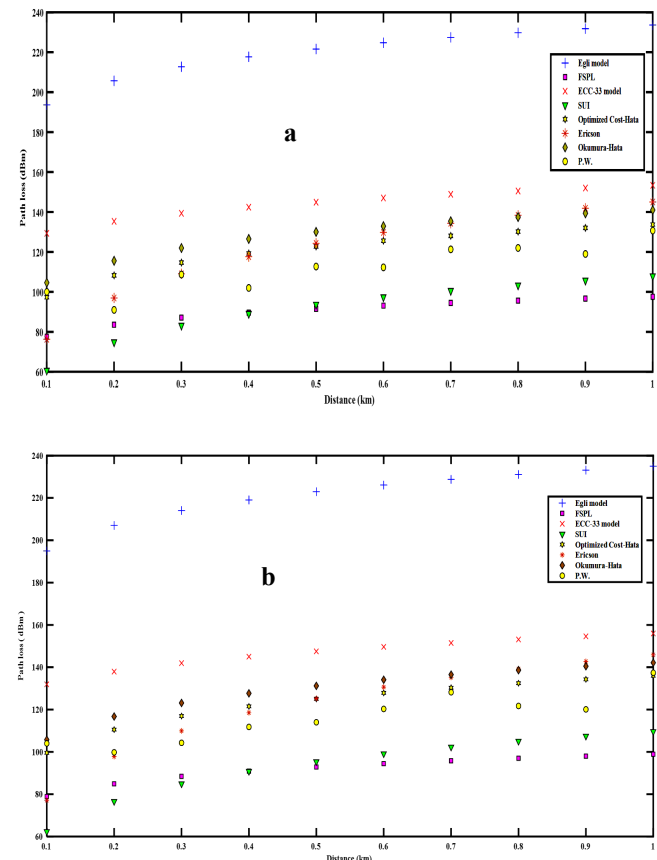 240
220
200
180
160
140
120
100
80
60
Path loss (dBm)
a
Egli model
FSPL
ECC-33 model
SUI
Optimized Cost-Hata
Ericson
Okumura-Hata
P.W.
0.1 0.2 0.3 0.4 0.5 0.6 0.7 0.8 0.9 1
Distance (km)
240
220
200
180
160
140
120
100
80
60
Path loss ( dBm )
b
Egli model
FSPL
ECC-33 model
SUI
Optimized Cost-Hata
Ericson
Okumura-Hata
P.W.
0.1 0.2 0.3 0.4 0.5 0.6 0.7 0.8 0.9 1
Distance (km)